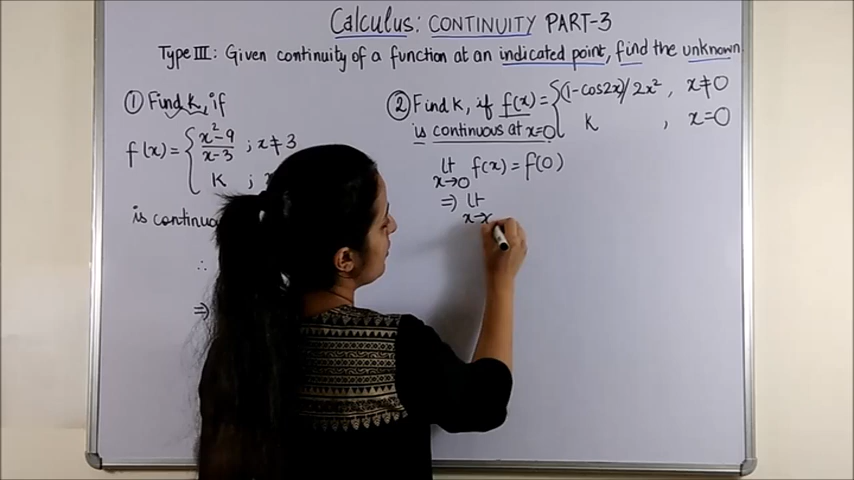 Calculus: CONTINUITY PART-3
Type III: Given continuity of a function at an indicated point, find the unknown.
① Find k, if
f(x) = { x²-9 / x-3 ; x ≠ 3
k ;
is continuou
∴
⇒
② Find k, if f(x) = { (1-cos2x)/2x² , x ≠ 0
k , x=0
is continuous at x=0
lt x→0 f(x) = f(0)
⇒ lt x→x